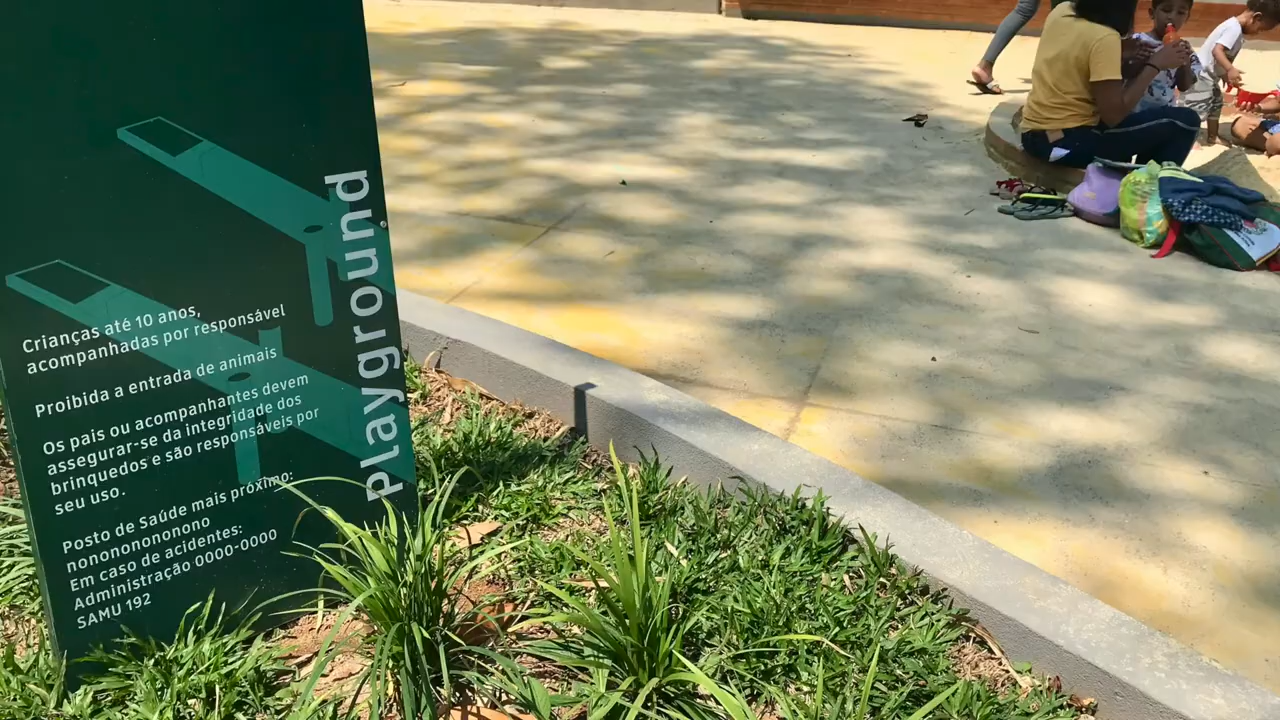 Playground
Crianças até 10 anos,
acompanhadas por responsável
Proibida a entrada de animais
Os pais ou acompanhantes devem
assegurar-se da integridade dos
brinquedos e são responsáveis por
seu uso.
Posto de Saúde mais próximo:
nononononono
Em caso de acidentes:
Administração 0000-0000
SAMU 192